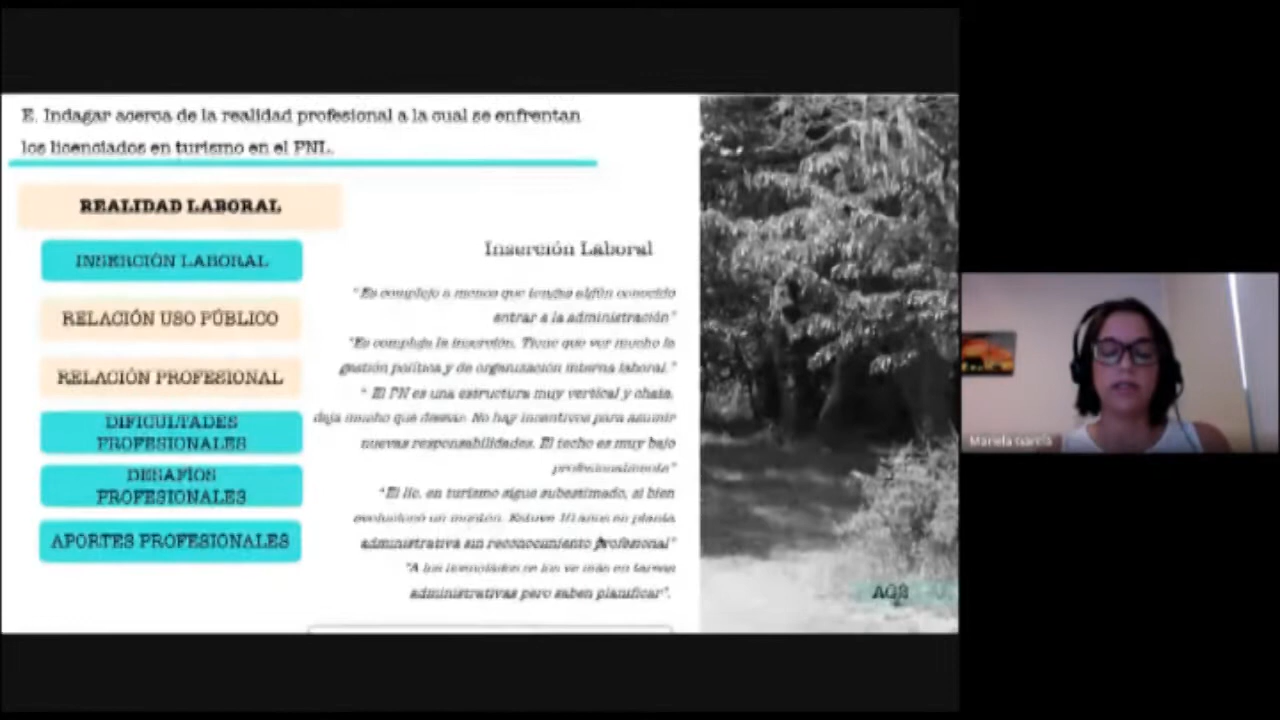 E. Indagar acerca de la realidad profesional a la cual se enfrentan
los licenciados en turismo en el PNL.
REALIDAD LABORAL
INSERCIÓN LABORAL
RELACIÓN USO PÚBLICO
RELACIÓN PROFESIONAL
DIFICULTADES
PROFESIONALES
DESAFÍOS
PROFESIONALES
APORTES PROFESIONALES
Inserción Laboral
"Es complejo a menos que tengas algún conocido
entrar a la administración"
"Es compleja la inserción. Tiene que ver mucho la
gestión política y de organización interna laboral."
" El PN es una estructura muy vertical y chata,
deja mucho que desear. No hay incentivos para asumir
nuevas responsabilidades. El techo es muy bajo
profesionalmente"
"El lic. en turismo sigue subestimado, si bien
evolucionó un montón. Estuve 10 años en planta
administrativa sin reconocimiento profesional"
"A los licenciados se los ve más en tareas
administrativas pero saben planificar".
Mariela García